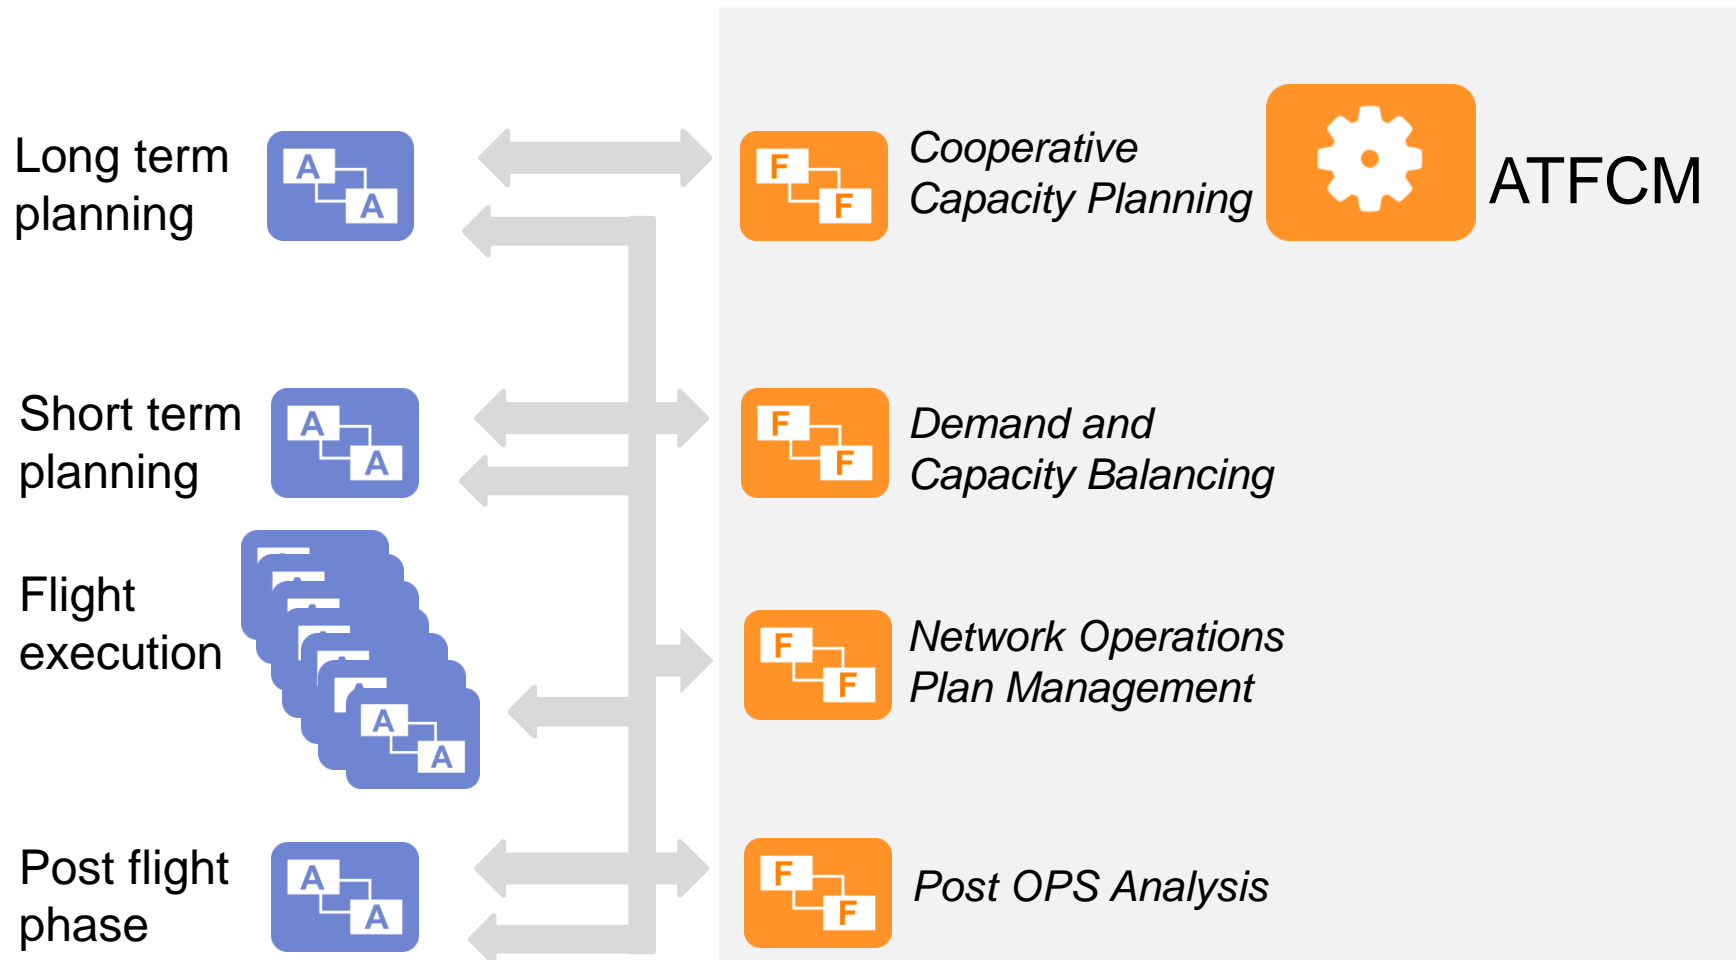 Long term
planning
A
A
F
F
Cooperative
Capacity Planning
ATFCM
Short term
planning
A
A
F
F
Demand and
Capacity Balancing
Flight
execution
A
A
A
A
A
A
A
A
F
F
Network Operations
Plan Management
Post flight
phase
A
A
F
F
Post OPS Analysis